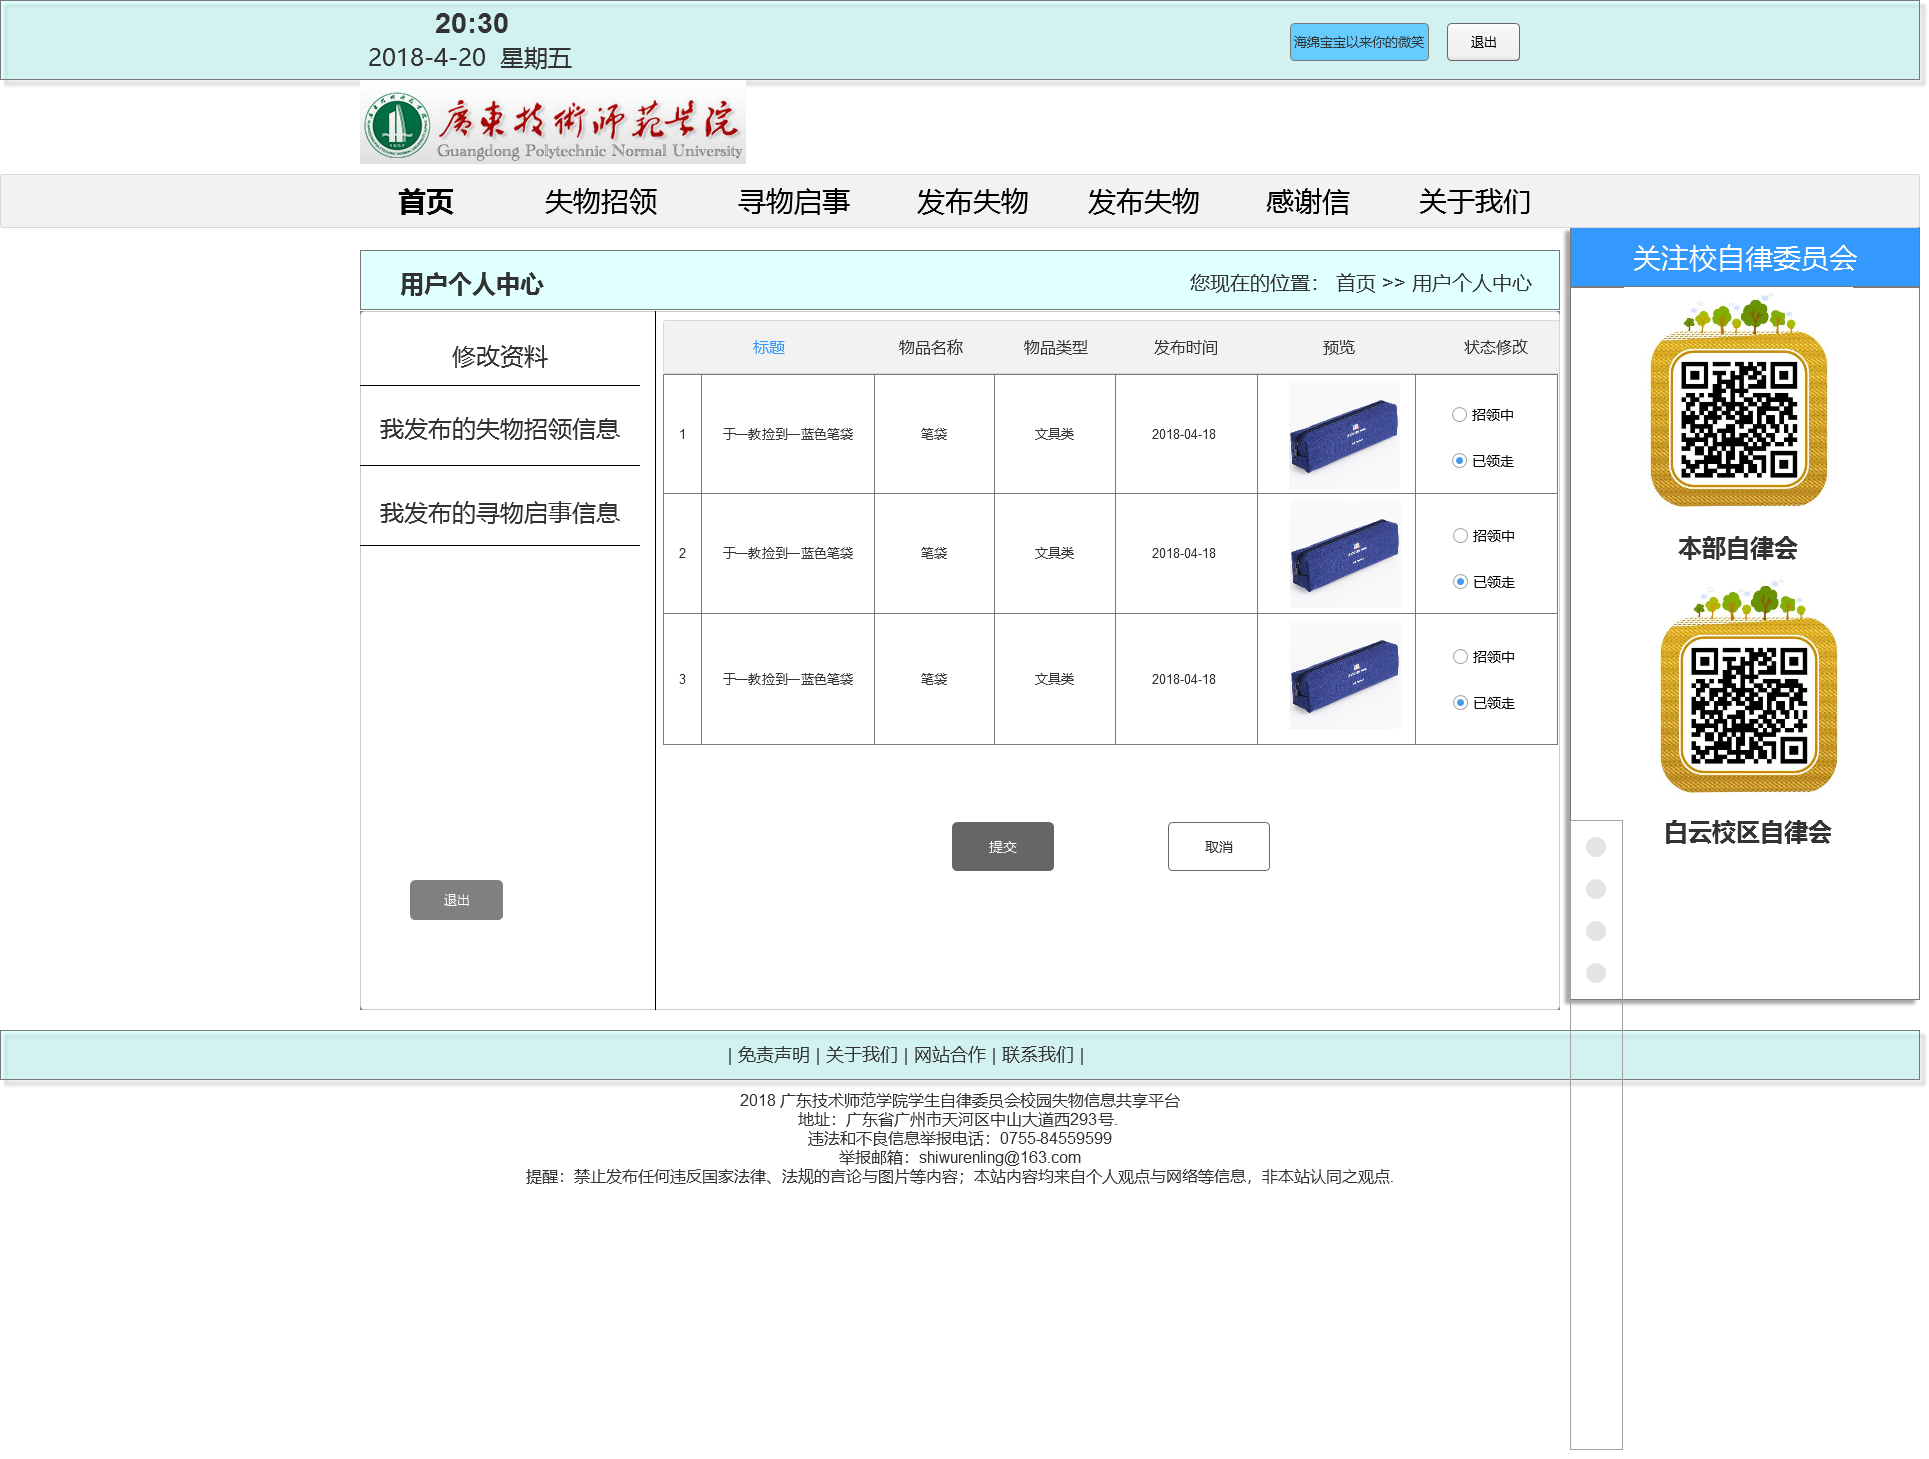 20:30
2018-4-20  星期五
海绵宝宝以来你的微笑
退出
廣東技術师范学院
Guangdong Polytechnic Normal University
首页 失物招领 寻物启事 发布失物 发布失物 感谢信 关于我们
关注校自律委员会
用户个人中心
您现在的位置： 首页 >> 用户个人中心
修改资料
我发布的失物招领信息
我发布的寻物启事信息
退出
标题 物品名称 物品类型 发布时间 预览 状态修改
1 于一教捡到一蓝色笔袋 笔袋 文具类 2018-04-18 招领中
已领走
2 于一教捡到一蓝色笔袋 笔袋 文具类 2018-04-18 招领中
已领走
3 于一教捡到一蓝色笔袋 笔袋 文具类 2018-04-18 招领中
已领走
提交
取消
本部自律会
白云校区自律会
| 免责声明 | 关于我们 | 网站合作 | 联系我们 |
2018 广东技术师范学院学生自律委员会校园失物信息共享平台
地址：广东省广州市天河区中山大道西293号.
违法和不良信息举报电话：0755-84559599
举报邮箱：shiwurenling@163.com
提醒：禁止发布任何违反国家法律、法规的言论与图片等内容；本站内容均来自个人观点与网络等信息，非本站认同之观点.